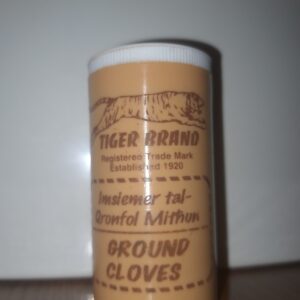 TIGER BRAND
Registered Trade Mark
Established 1920
Imsiemer tal-
Qronfol Mithun
GROUND
CLOVES